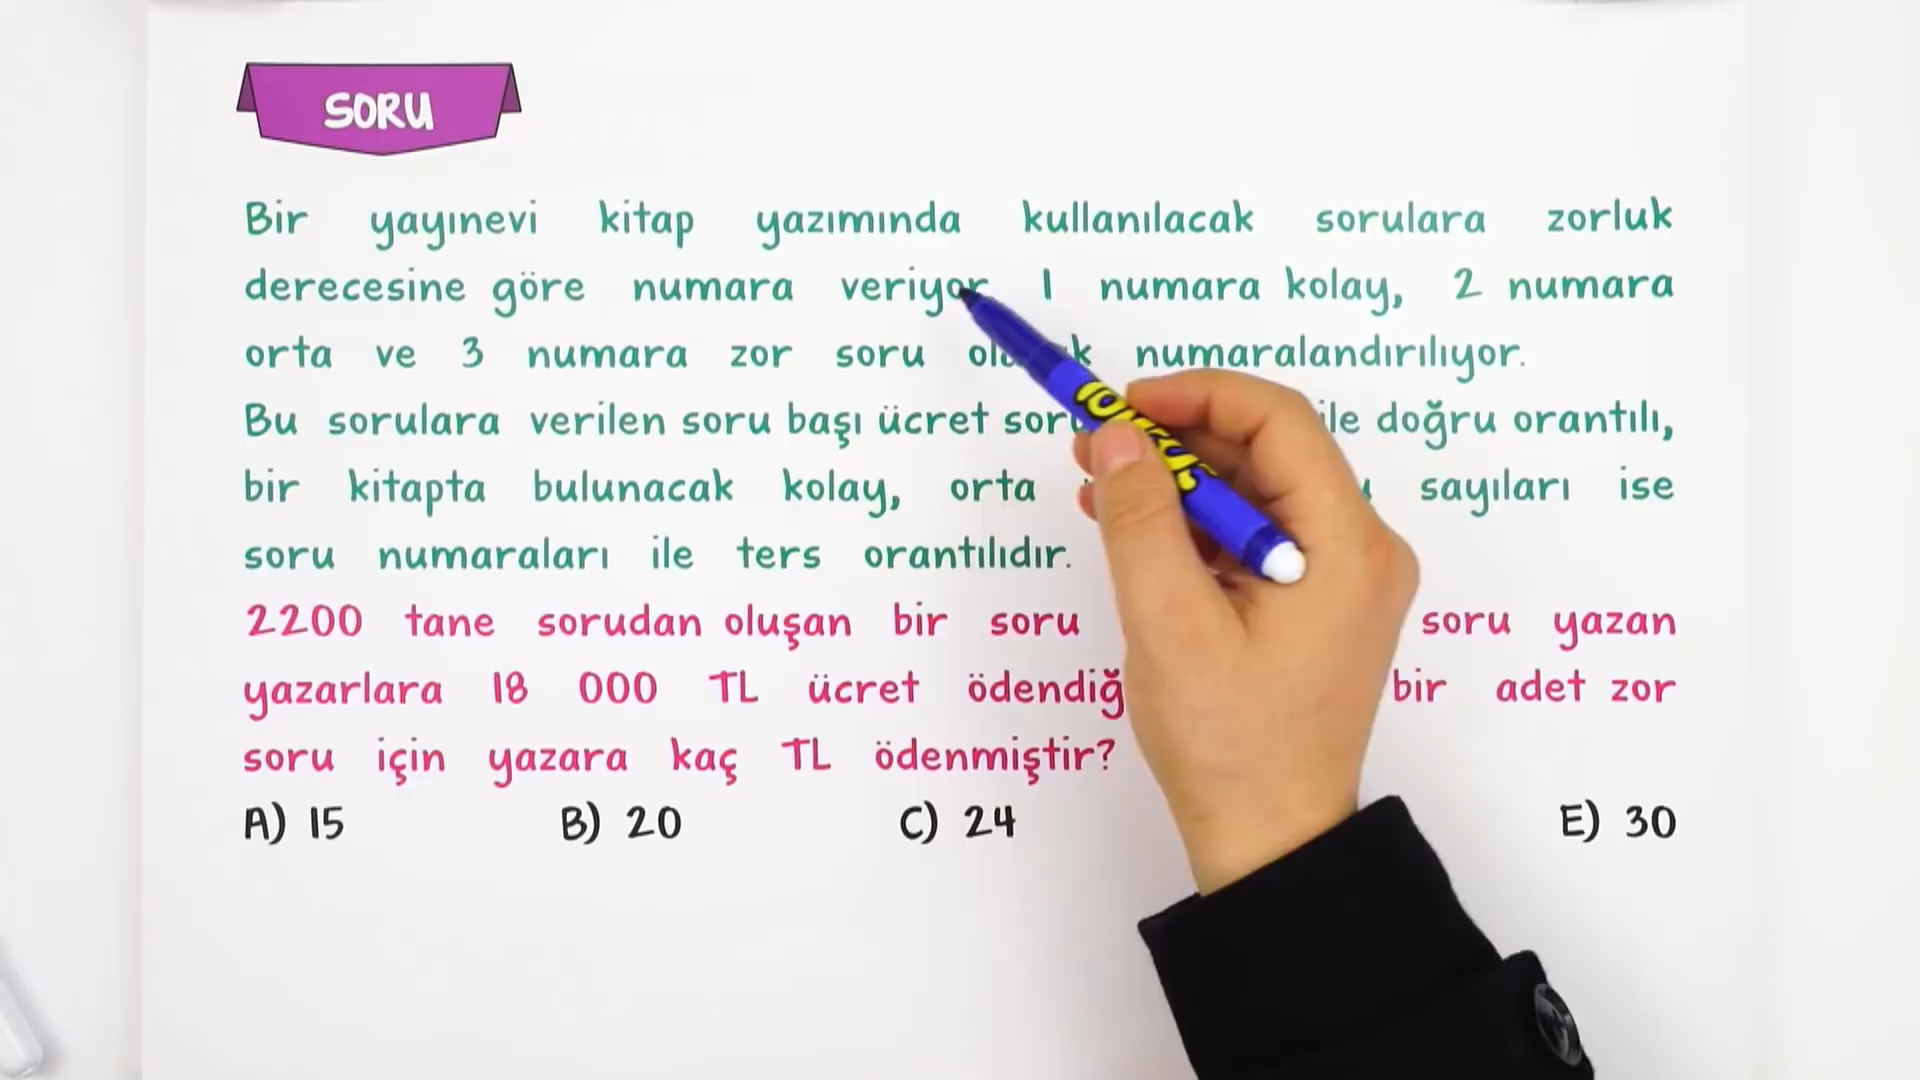 SORU
Bir yayınevi kitap yazımında kullanılacak sorulara zorluk
derecesine göre numara veriyor 1 numara kolay, 2 numara
orta ve 3 numara zor soru numaralandırılıyor.
Bu sorulara verilen soru başı ücret ile doğru orantılı,
bir kitapta bulunacak kolay, orta sayıları ise
soru numaraları ile ters orantılıdır.
2200 tane sorudan oluşan bir soru soru yazan
yazarlara 18 000 TL ücret bir adet zor
soru için yazara kaç TL ödenmiştir?
A) 15 B) 20 C) 24 E) 30